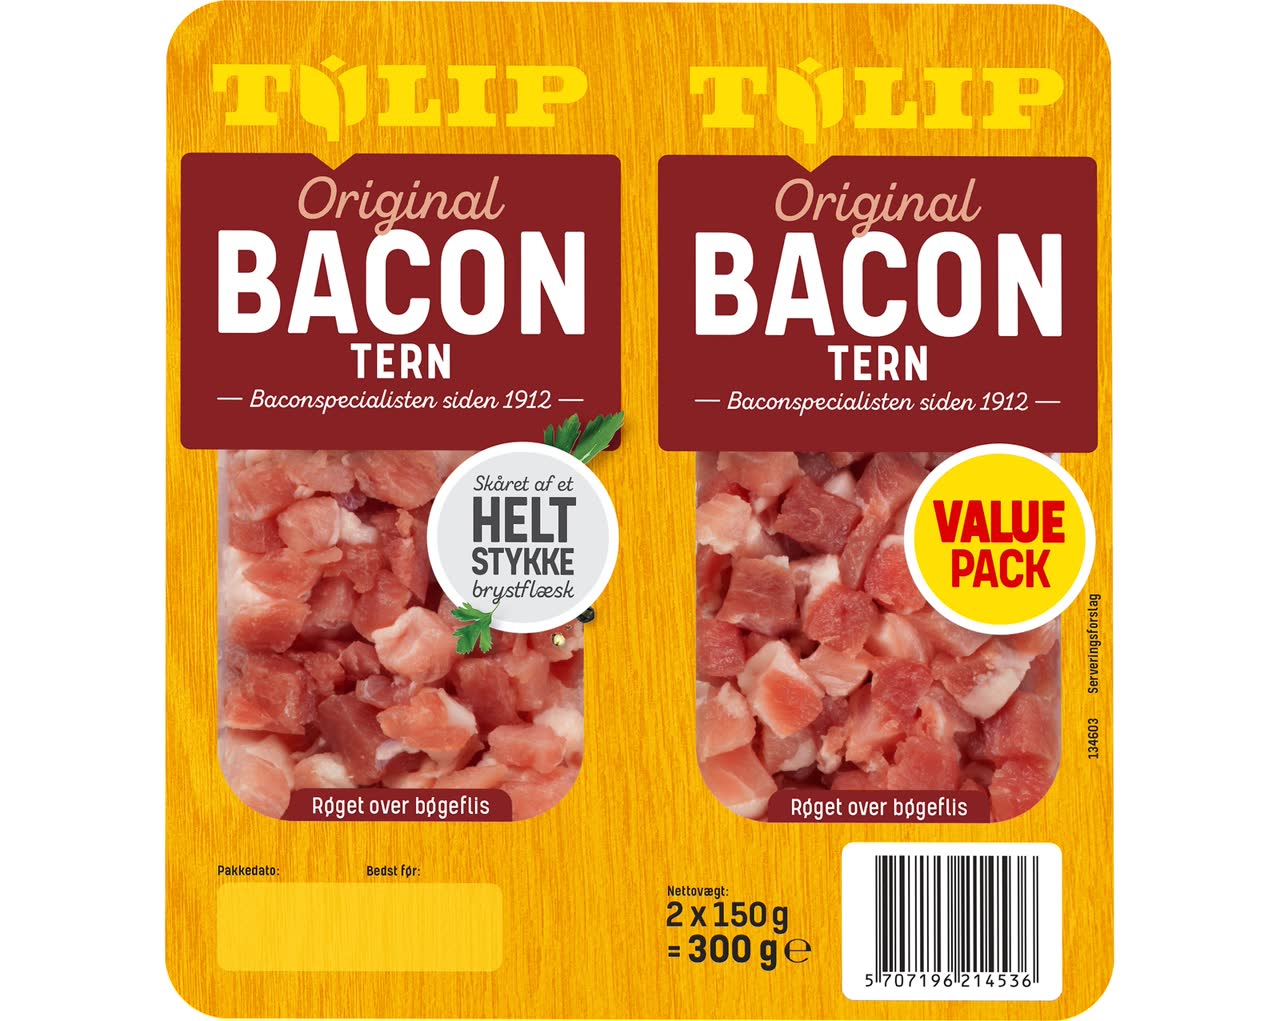 TULIP
Original
BACON
TERN
Baconspecialisten siden 1912
Skåret af et
HELT
STYKKE
brystflæsk
Røget over bøgeflis
Pakkedato:
Bedst før:
TULIP
Original
BACON
TERN
Baconspecialisten siden 1912
VALUE
PACK
Serveringsforslag
134603
Røget over bøgeflis
Nettovægt:
2 x 150 g
= 300 g ℮
5 707196 214536